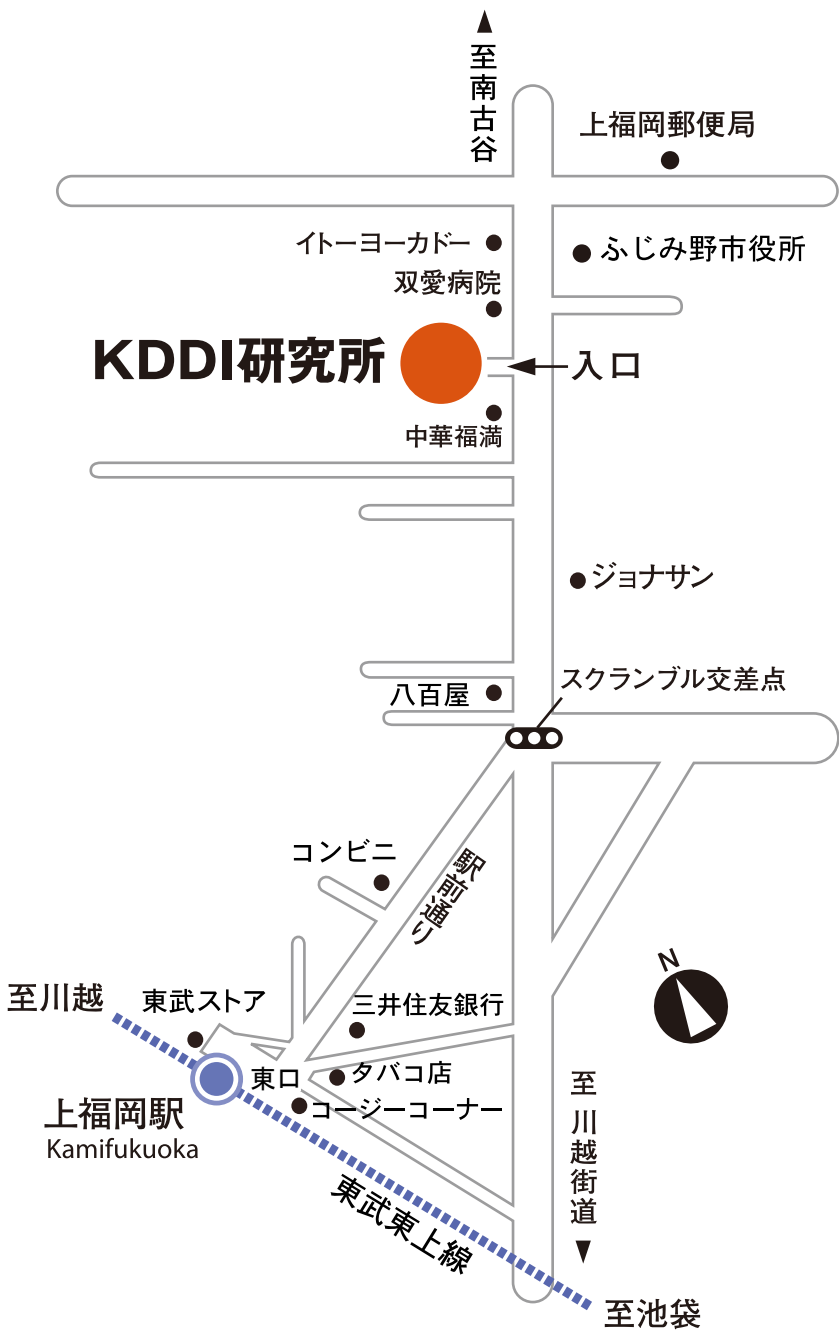 至南古谷
上福岡郵便局
イトーヨーカドー
ふじみ野市役所
双愛病院
KDDI研究所
入口
中華福満
ジョナサン
スクランブル交差点
八百屋
コンビニ
駅前通り
N
至川越
東武ストア
三井住友銀行
東口
タバコ店
コージーコーナー
上福岡駅
Kamifukuoka
至 川越街道
東武東上線
至池袋